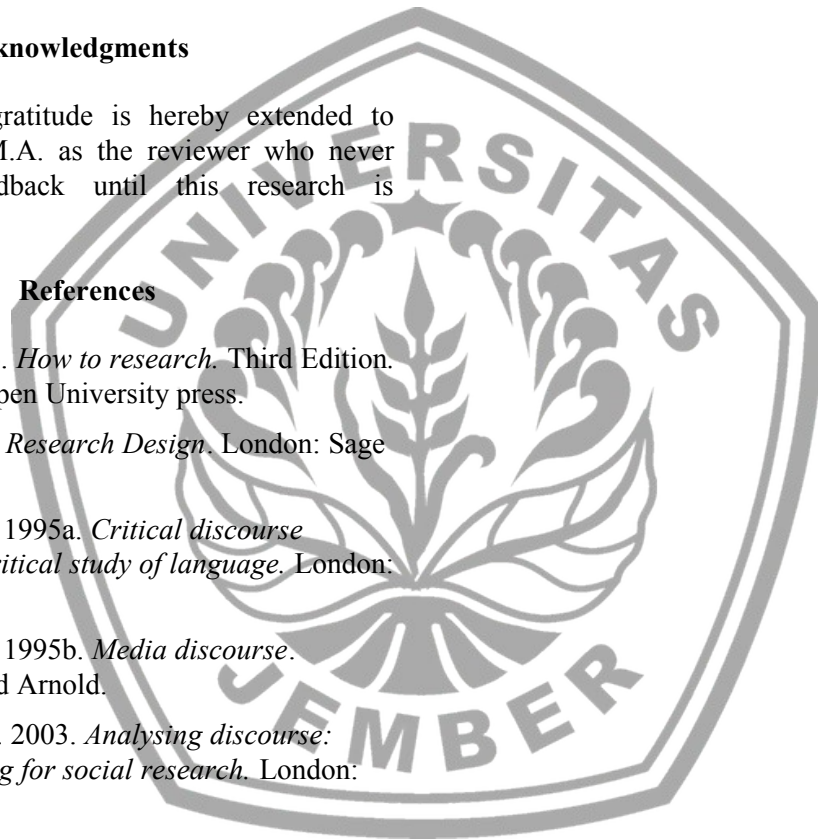 knowledgments
gratitude is hereby extended to
M.A. as the reviewer who never
dback until this research is
References
. How to research. Third Edition.
pen University press.
Research Design. London: Sage
1995a. Critical discourse
ritical study of language. London:
1995b. Media discourse.
d Arnold.
. 2003. Analysing discourse:
g for social research. London:
UNIVERSITAS
JEMBER